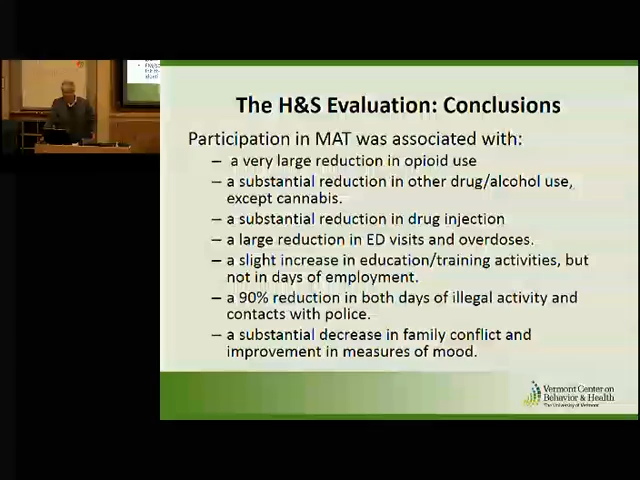 The H&S Evaluation: Conclusions
Participation in MAT was associated with:
– a very large reduction in opioid use
– a substantial reduction in other drug/alcohol use,
except cannabis.
– a substantial reduction in drug injection
– a large reduction in ED visits and overdoses.
– a slight increase in education/training activities, but
not in days of employment.
– a 90% reduction in both days of illegal activity and
contacts with police.
– a substantial decrease in family conflict and
improvement in measures of mood.
Vermont Center on
Behavior & Health
The University of Vermont